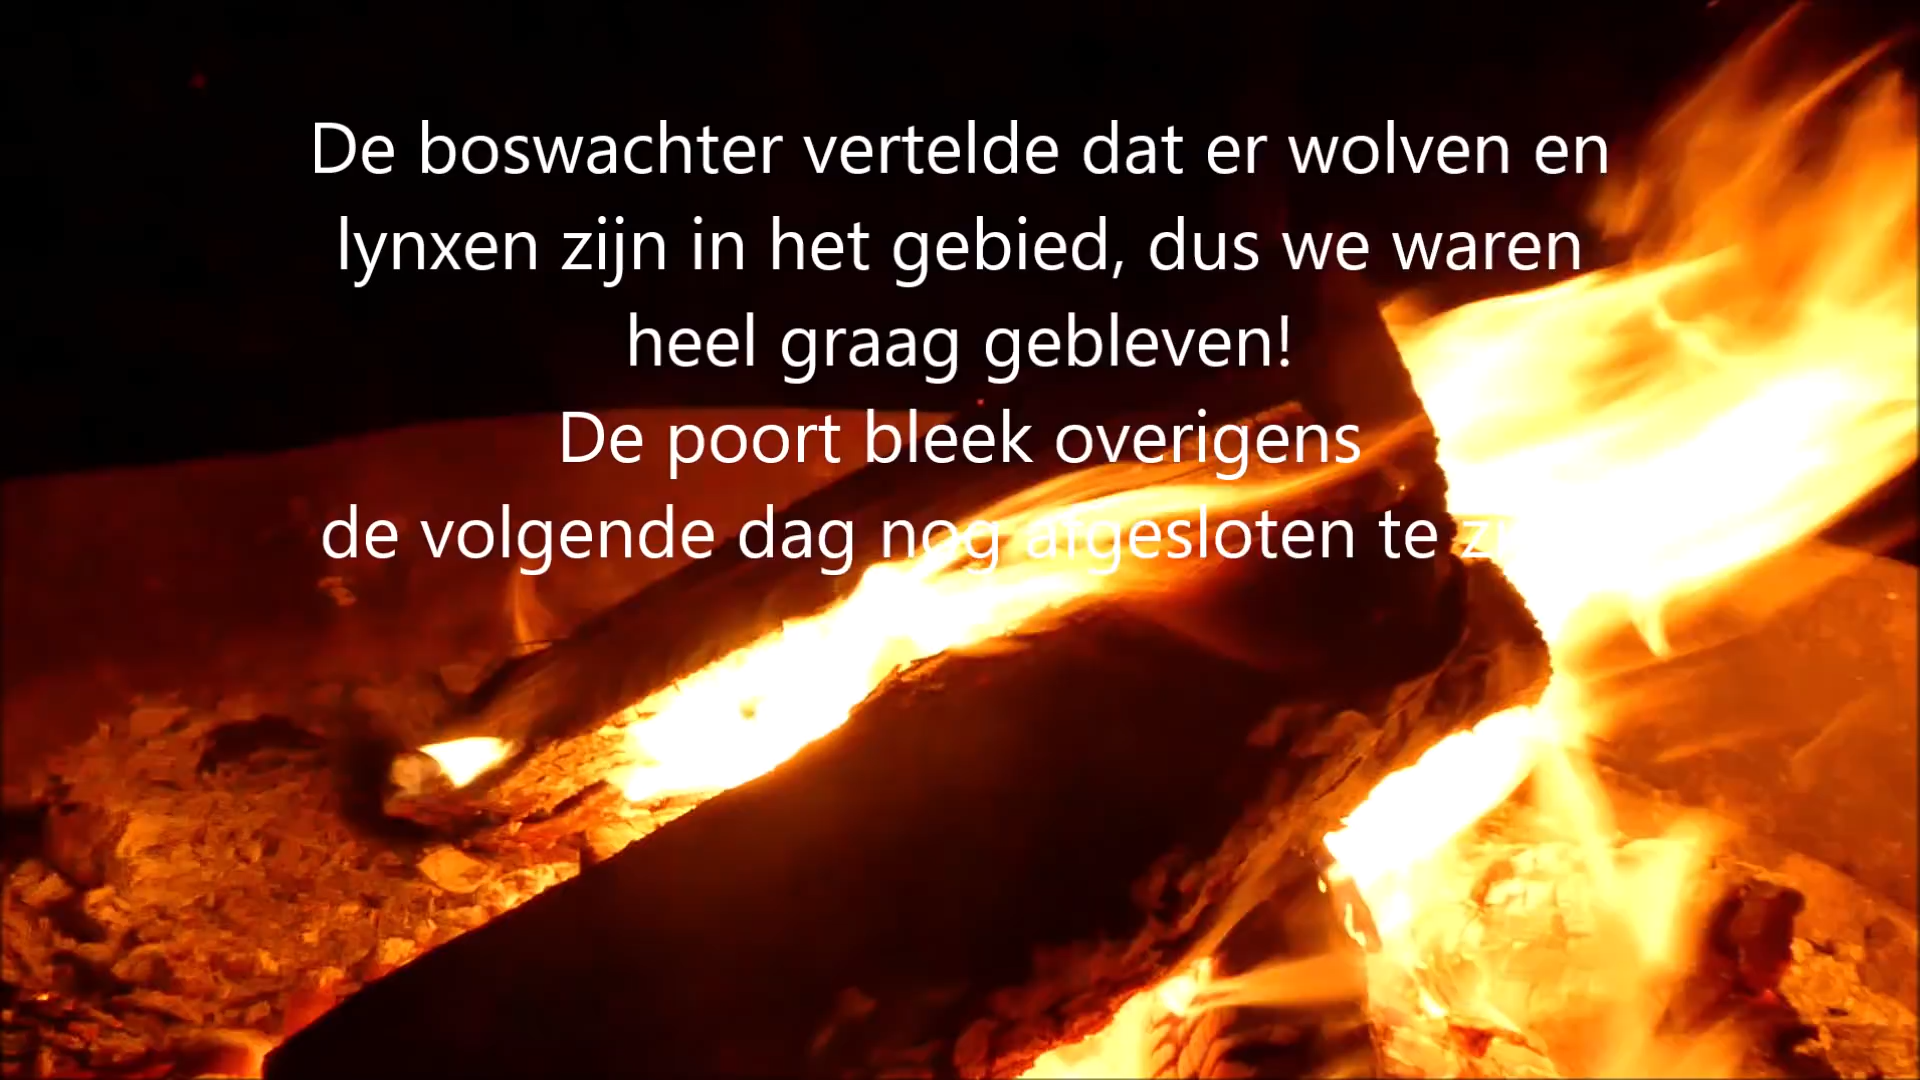 De boswachter vertelde dat er wolven en
lynxen zijn in het gebied, dus we waren
heel graag gebleven!
De poort bleek overigens
de volgende dag nog afgesloten te